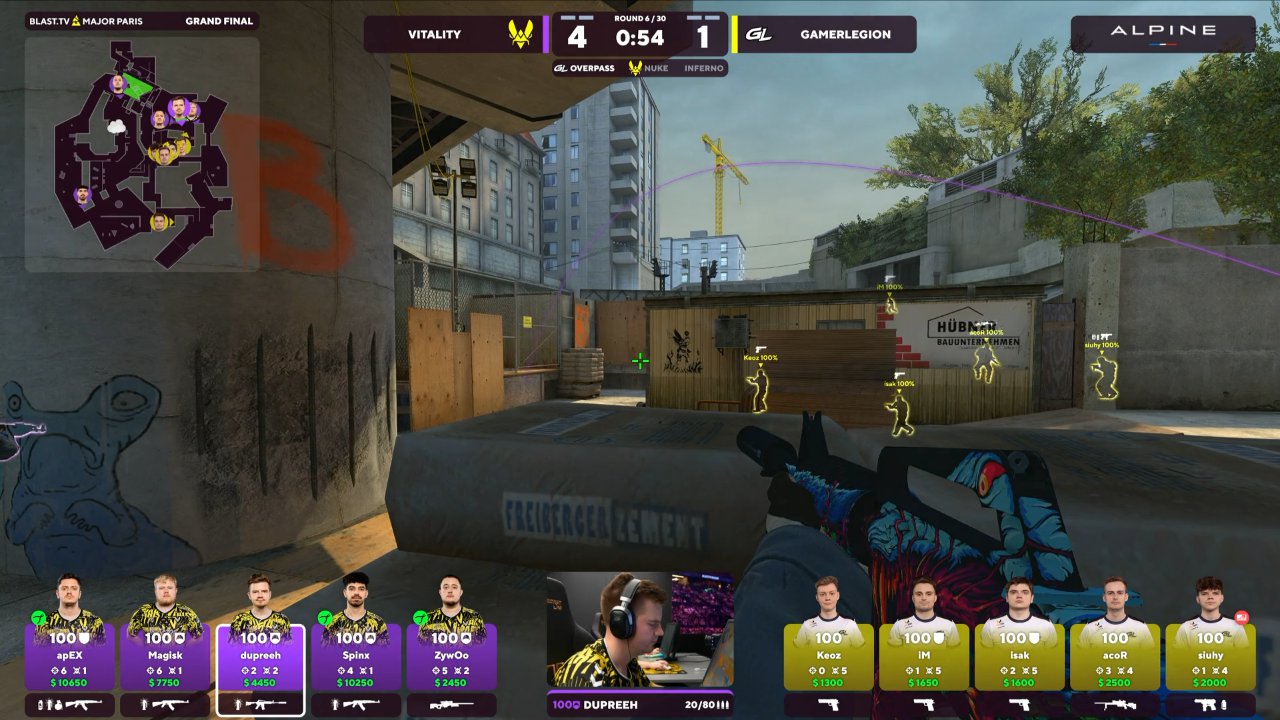 BLAST.TV MAJOR PARIS GRAND FINAL
VITALITY 4 ROUND 6 / 30 0:54 1 GL GAMERLEGION
GL OVERPASS NUKE INFERNO
ALPINE
B
HÜBNER
BAUUNTERNEHMEN
iM 100%
acoR 100%
siuhy 100%
Keoz 100%
isak 100%
FREIBERGER ZEMENT
100 100 100 100 100
apEX Magisk dupreeh Spinx ZywOo
6 1 6 1 2 2 4 1 5 2
$10650 $7750 $4450 $10250 $2450
100 DUPREEH 20/80
100 100 100 100 100
Keoz iM isak acoR siuhy
0 5 1 5 2 5 3 4 1 4
$1300 $1650 $1600 $2500 $2000